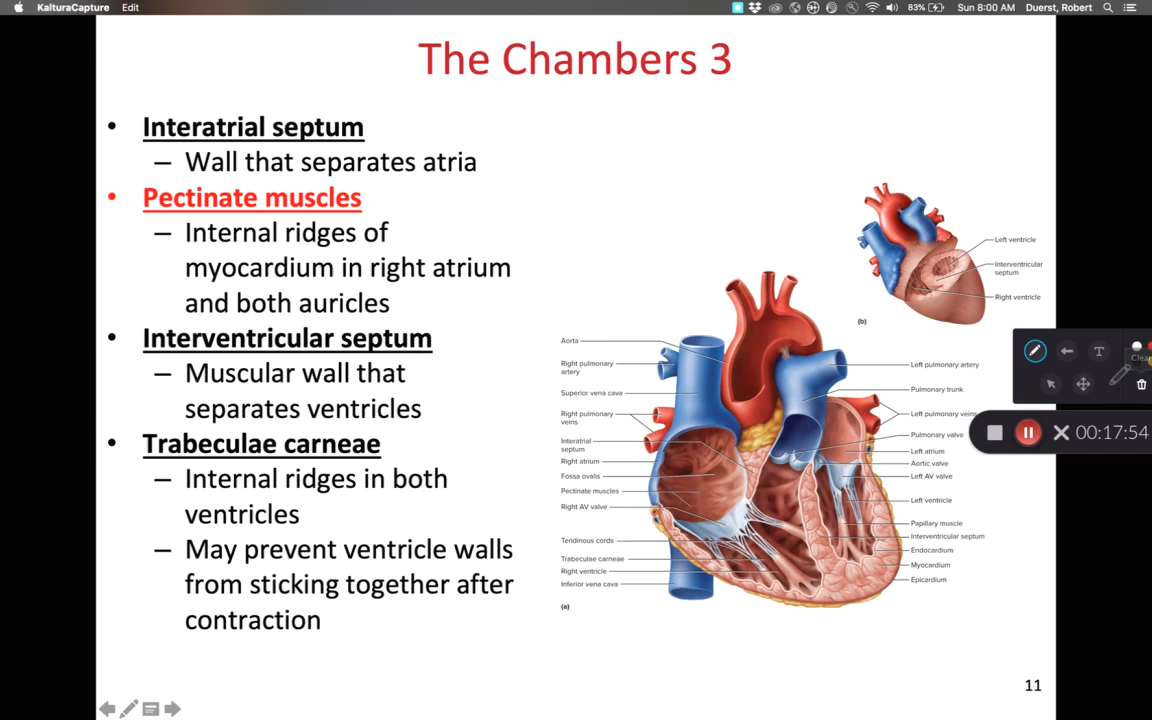 KalturaCapture Edit
83% Sun 8:00 AM Duerst, Robert
The Chambers 3
• Interatrial septum
– Wall that separates atria
• Pectinate muscles
– Internal ridges of
myocardium in right atrium
and both auricles
• Interventricular septum
– Muscular wall that
separates ventricles
• Trabeculae carneae
– Internal ridges in both
ventricles
– May prevent ventricle walls
from sticking together after
contraction
Left ventricle
Interventricular
septum
Right ventricle
(b)
Aorta
Right pulmonary
artery
Superior vena cava
Right pulmonary
veins
Interatrial
septum
Right atrium
Fossa ovalis
Pectinate muscles
Right AV valve
Tendinous cords
Trabeculae carneae
Right ventricle
Inferior vena cava
(a)
Left pulmonary artery
Pulmonary trunk
Left pulmonary veins
Pulmonary valve
Left atrium
Aortic valve
Left AV valve
Left ventricle
Papillary muscle
Interventricular septum
Endocardium
Myocardium
Epicardium
T
Clea
00:17:54
11